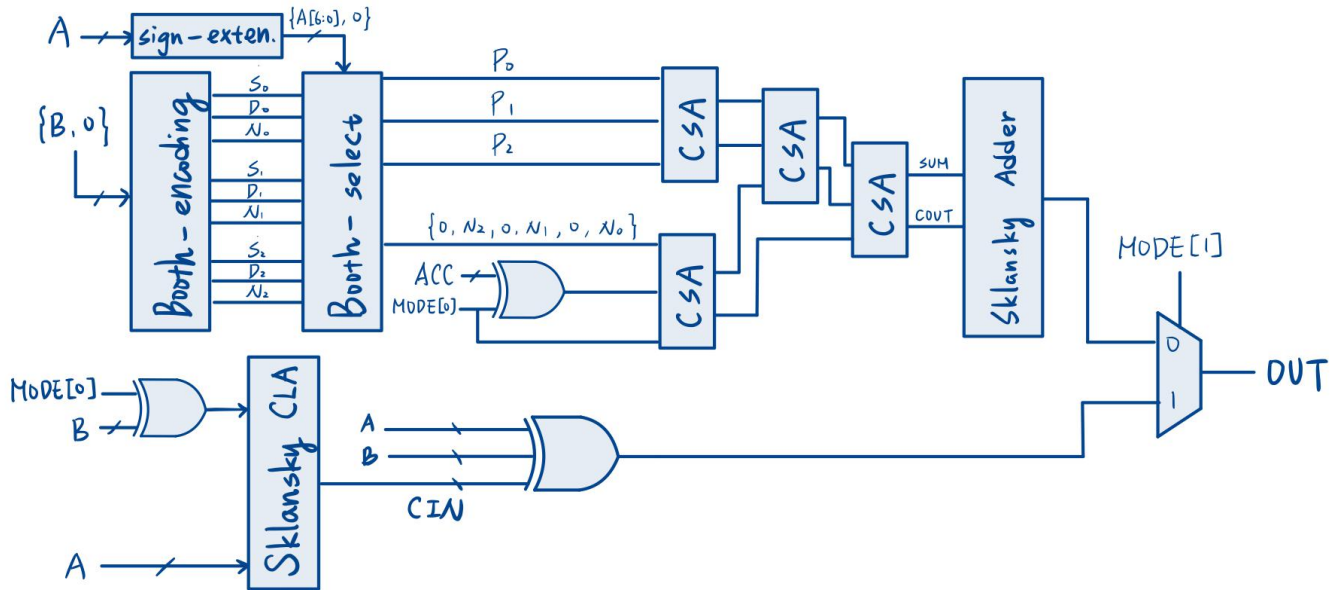 A
sign-exten.
{A[6:0], 0}
{B, 0}
Booth-encoding
S₀
D₀
N₀
S₁
D₁
N₁
S₂
D₂
N₂
Booth-select
P₀
P₁
P₂
{0, N₂, 0, N₁, 0, N₀}
ACC
MODE[0]
CSA
CSA
CSA
CSA
SUM
COUT
Sklansky Adder
MODE[1]
0
1
OUT
MODE[0]
B
A
Sklansky CLA
A
B
CIN